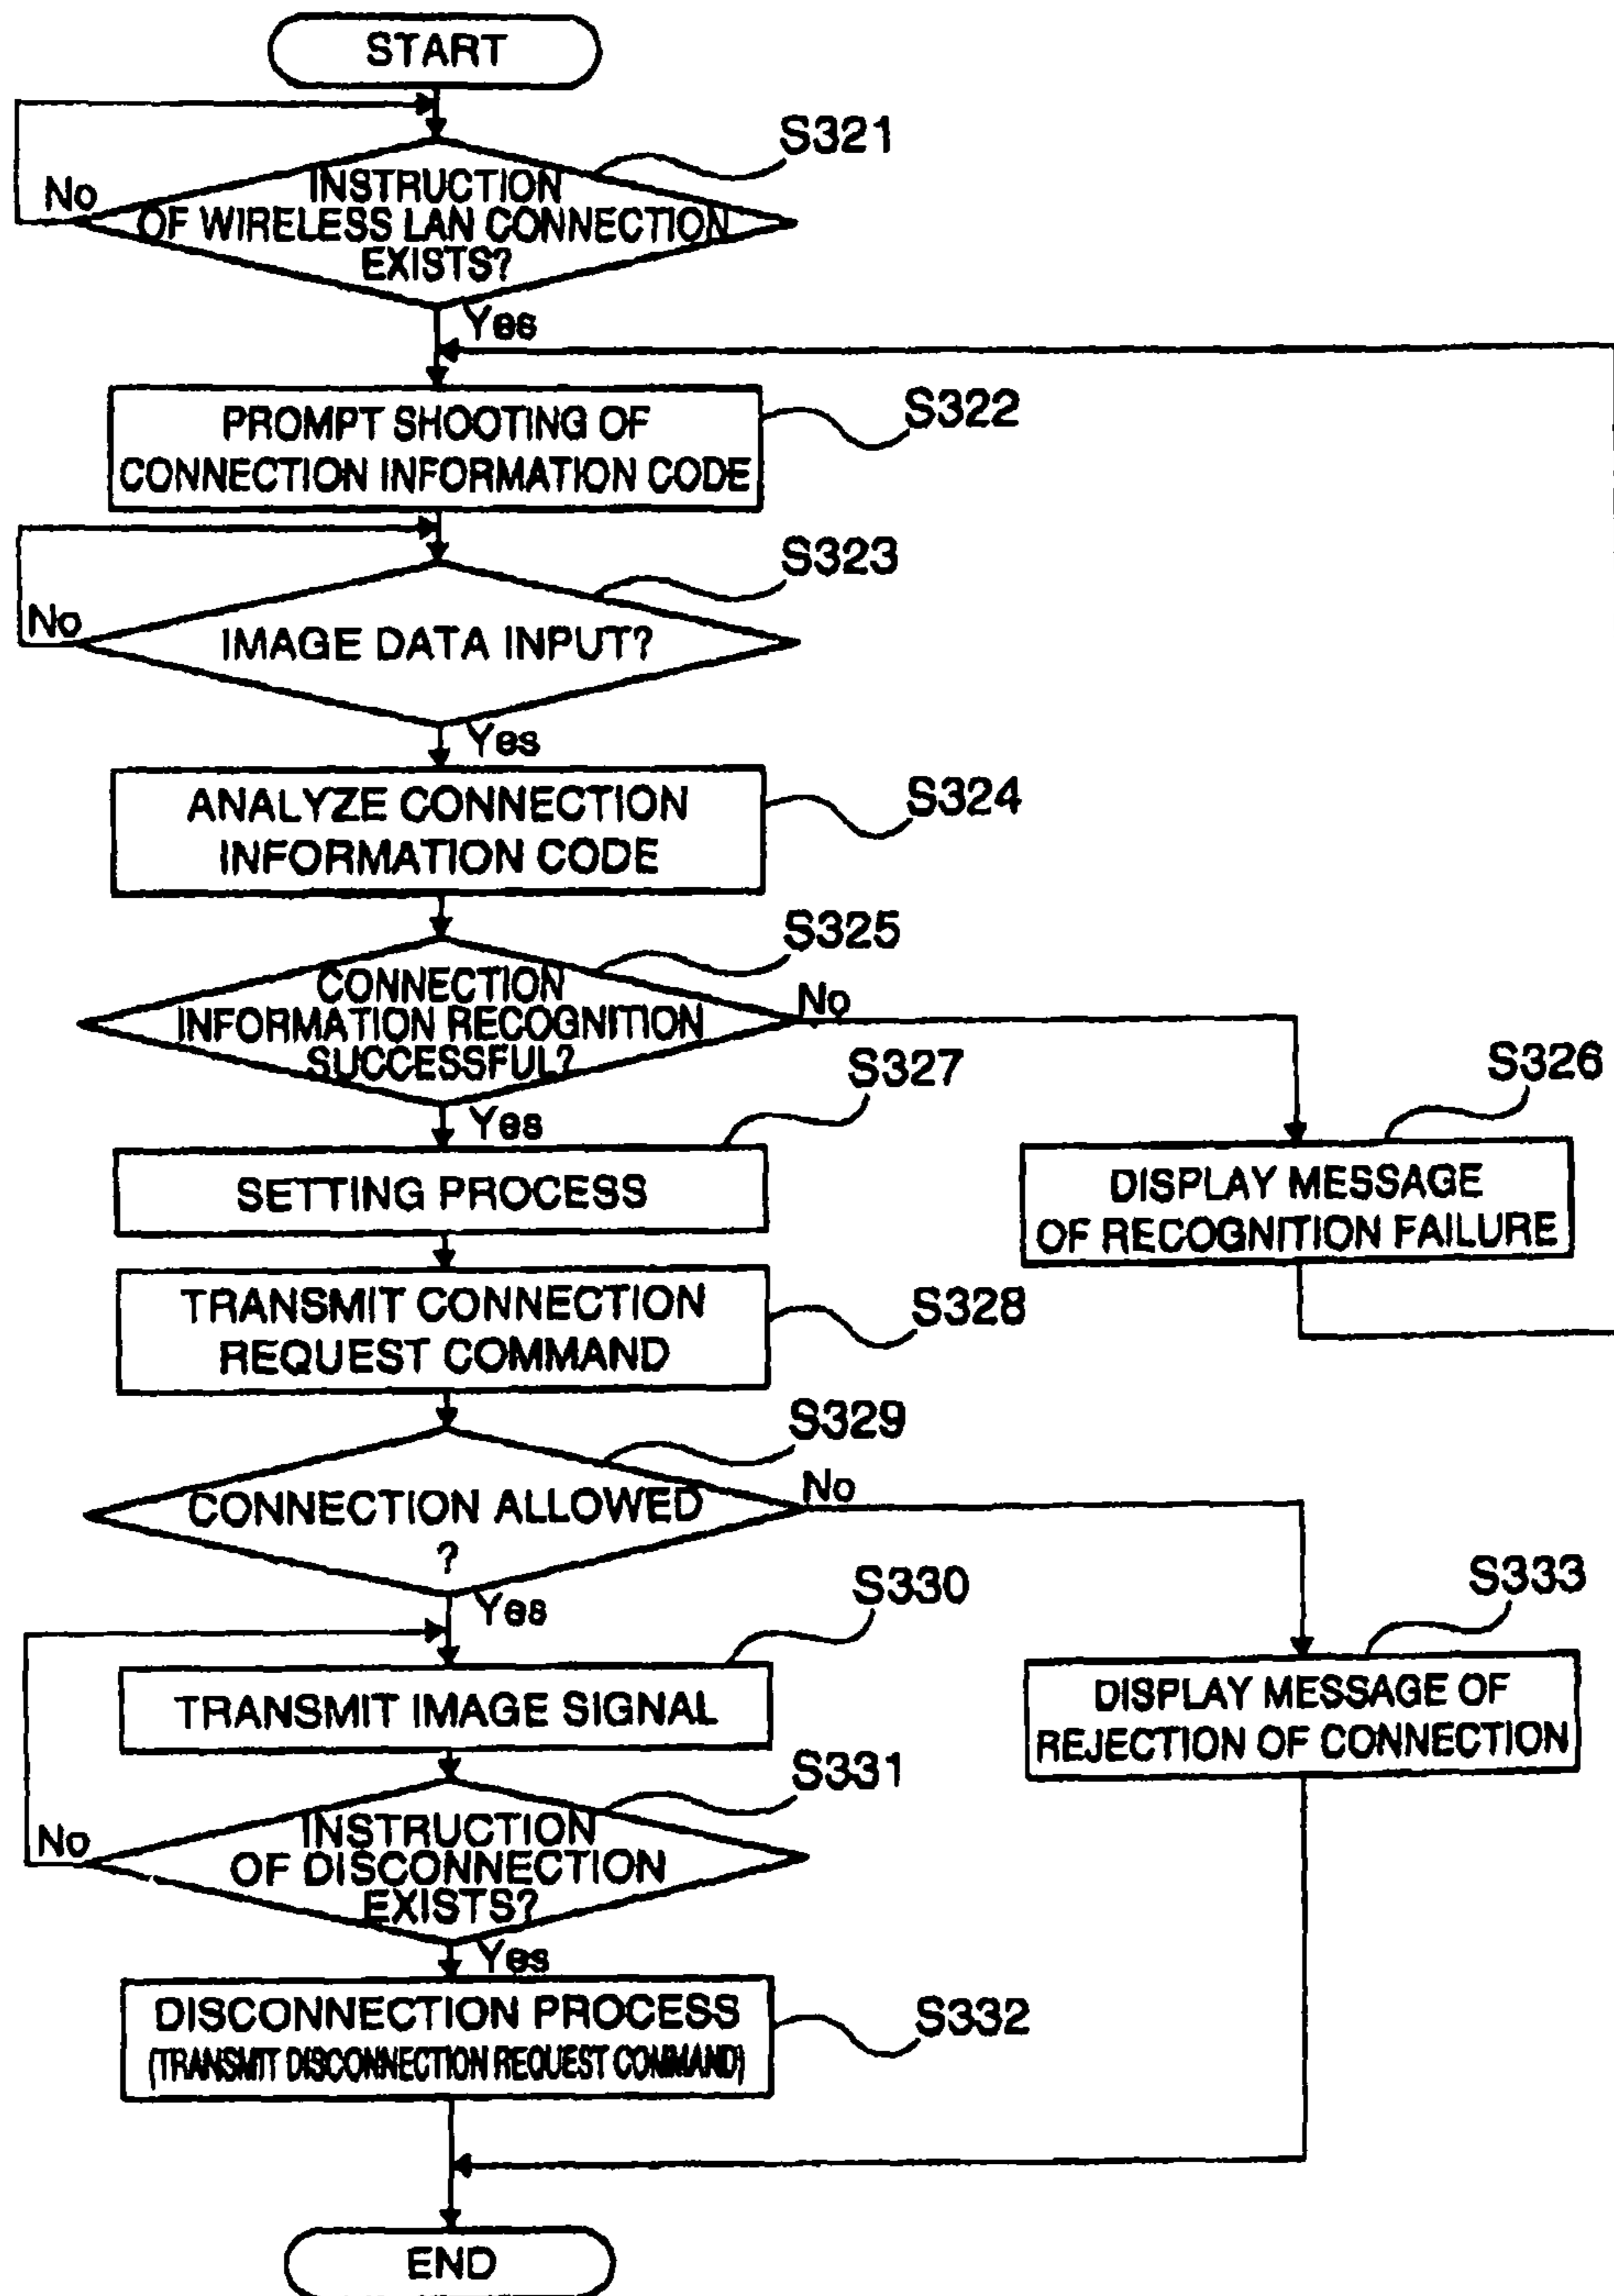 START
S321
No
INSTRUCTION
OF WIRELESS LAN CONNECTION
EXISTS?
Yes
S322
PROMPT SHOOTING OF
CONNECTION INFORMATION CODE
S323
No
IMAGE DATA INPUT?
Yes
S324
ANALYZE CONNECTION
INFORMATION CODE
S325
CONNECTION
INFORMATION RECOGNITION
SUCCESSFUL?
No
S327
S326
Yes
SETTING PROCESS
DISPLAY MESSAGE
OF RECOGNITION FAILURE
S328
TRANSMIT CONNECTION
REQUEST COMMAND
S329
No
CONNECTION ALLOWED
?
S330
S333
Yes
TRANSMIT IMAGE SIGNAL
DISPLAY MESSAGE OF
REJECTION OF CONNECTION
S331
No
INSTRUCTION
OF DISCONNECTION
EXISTS?
Yes
S332
DISCONNECTION PROCESS
(TRANSMIT DISCONNECTION REQUEST COMMAND)
END